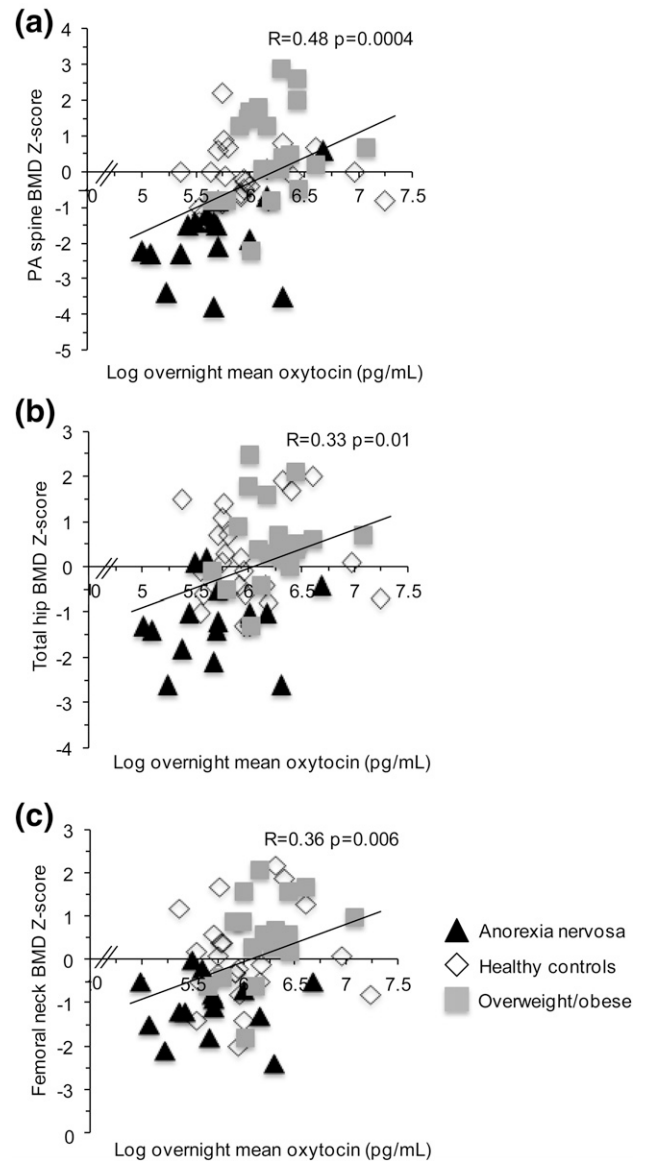 (a)
R=0.48 p=0.0004
PA spine BMD Z-score
4
3
2
1
0
-1
-2
-3
-4
-5
0 5 5.5 6 6.5 7 7.5
Log overnight mean oxytocin (pg/mL)
(b)
R=0.33 p=0.01
Total hip BMD Z-score
3
2
1
0
-1
-2
-3
-4
0 5 5.5 6 6.5 7 7.5
Log overnight mean oxytocin (pg/mL)
(c)
R=0.36 p=0.006
Femoral neck BMD Z-score
3
2
1
0
-1
-2
-3
0
0 5 5.5 6 6.5 7 7.5
Log overnight mean oxytocin (pg/mL)
Anorexia nervosa
Healthy controls
Overweight/obese